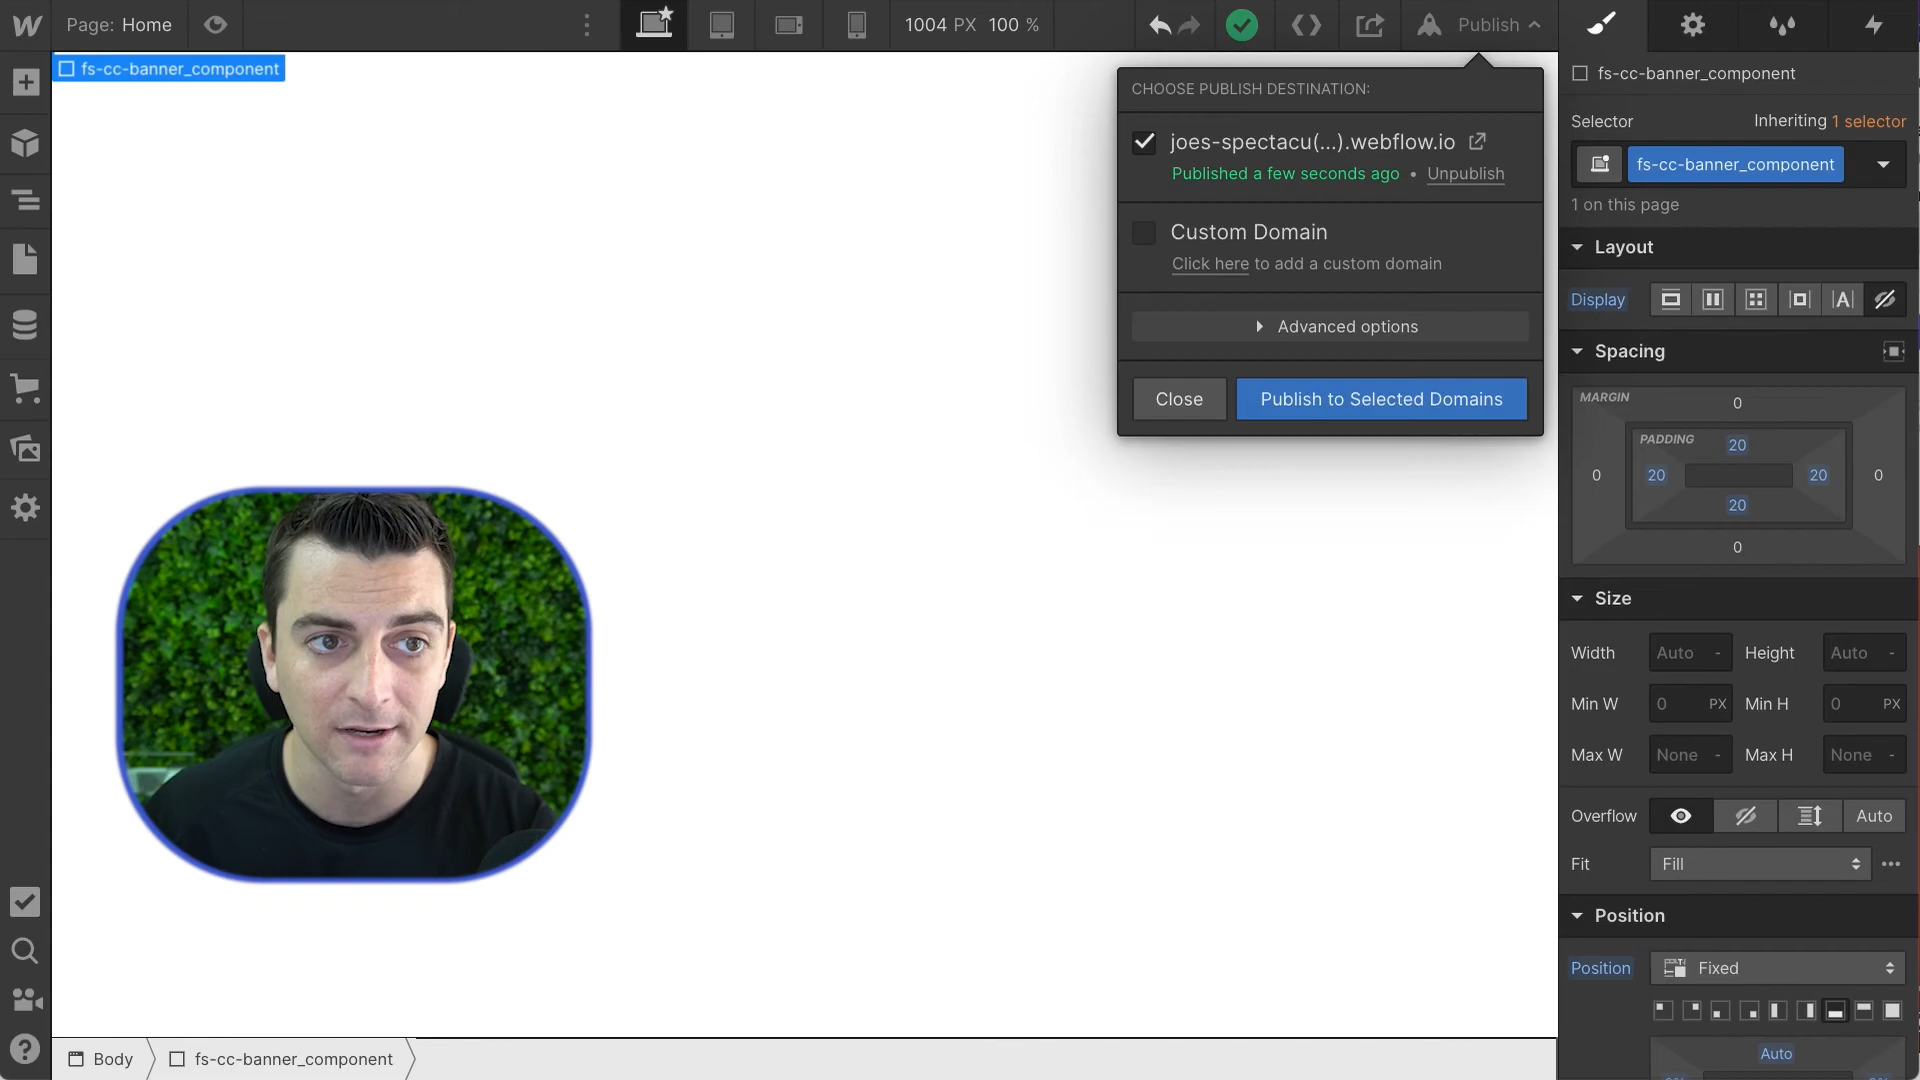 Page: Home
1004 PX 100 %
Publish
fs-cc-banner_component
CHOOSE PUBLISH DESTINATION:
joes-spectacu(...).webflow.io
Published a few seconds ago • Unpublish
Custom Domain
Click here to add a custom domain
Advanced options
Close
Publish to Selected Domains
fs-cc-banner_component
Selector
Inheriting 1 selector
fs-cc-banner_component
1 on this page
Layout
Display
A
Spacing
MARGIN
0
PADDING
20
0
20
20
0
20
0
Size
Width Auto -
Height Auto -
Min W 0 PX
Min H 0 PX
Max W None -
Max H None -
Overflow
Auto
Fit
Fill
Position
Position
Fixed
Auto
Body
fs-cc-banner_component